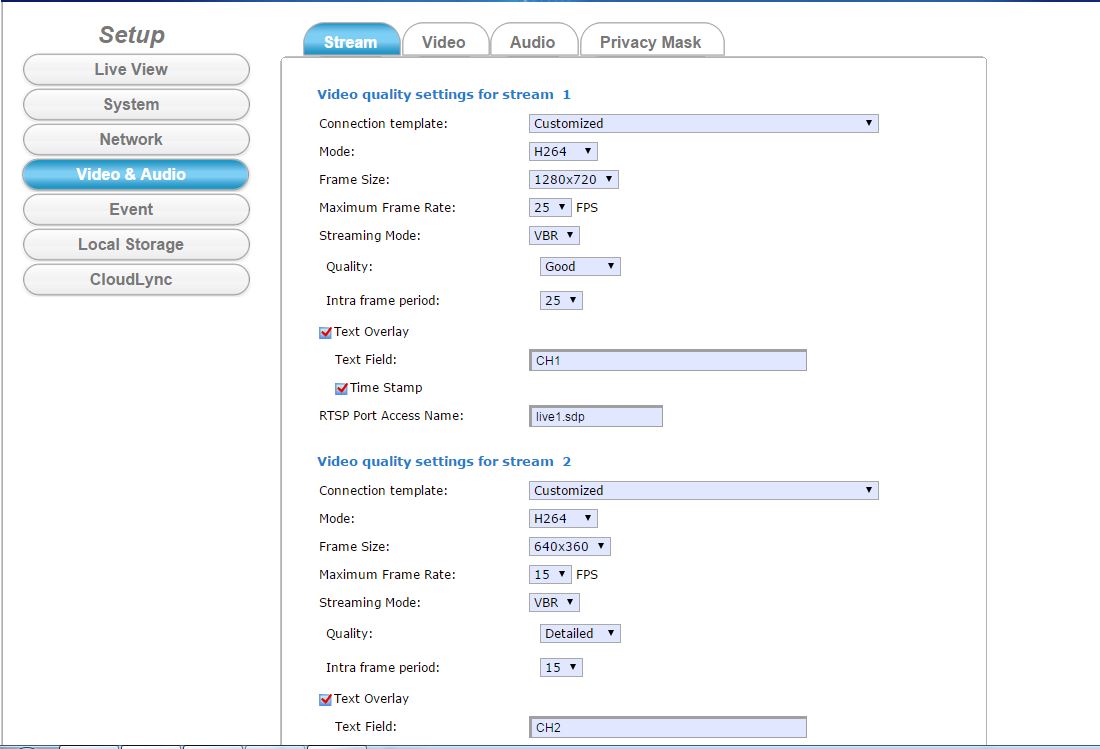 Setup
Live View
System
Network
Video & Audio
Event
Local Storage
CloudLync
Stream Video Audio Privacy Mask
Video quality settings for stream 1
Connection template: Customized
Mode: H264
Frame Size: 1280x720
Maximum Frame Rate: 25 FPS
Streaming Mode: VBR
Quality: Good
Intra frame period: 25
Text Overlay
Text Field: CH1
Time Stamp
RTSP Port Access Name: live1.sdp
Video quality settings for stream 2
Connection template: Customized
Mode: H264
Frame Size: 640x360
Maximum Frame Rate: 15 FPS
Streaming Mode: VBR
Quality: Detailed
Intra frame period: 15
Text Overlay
Text Field: CH2